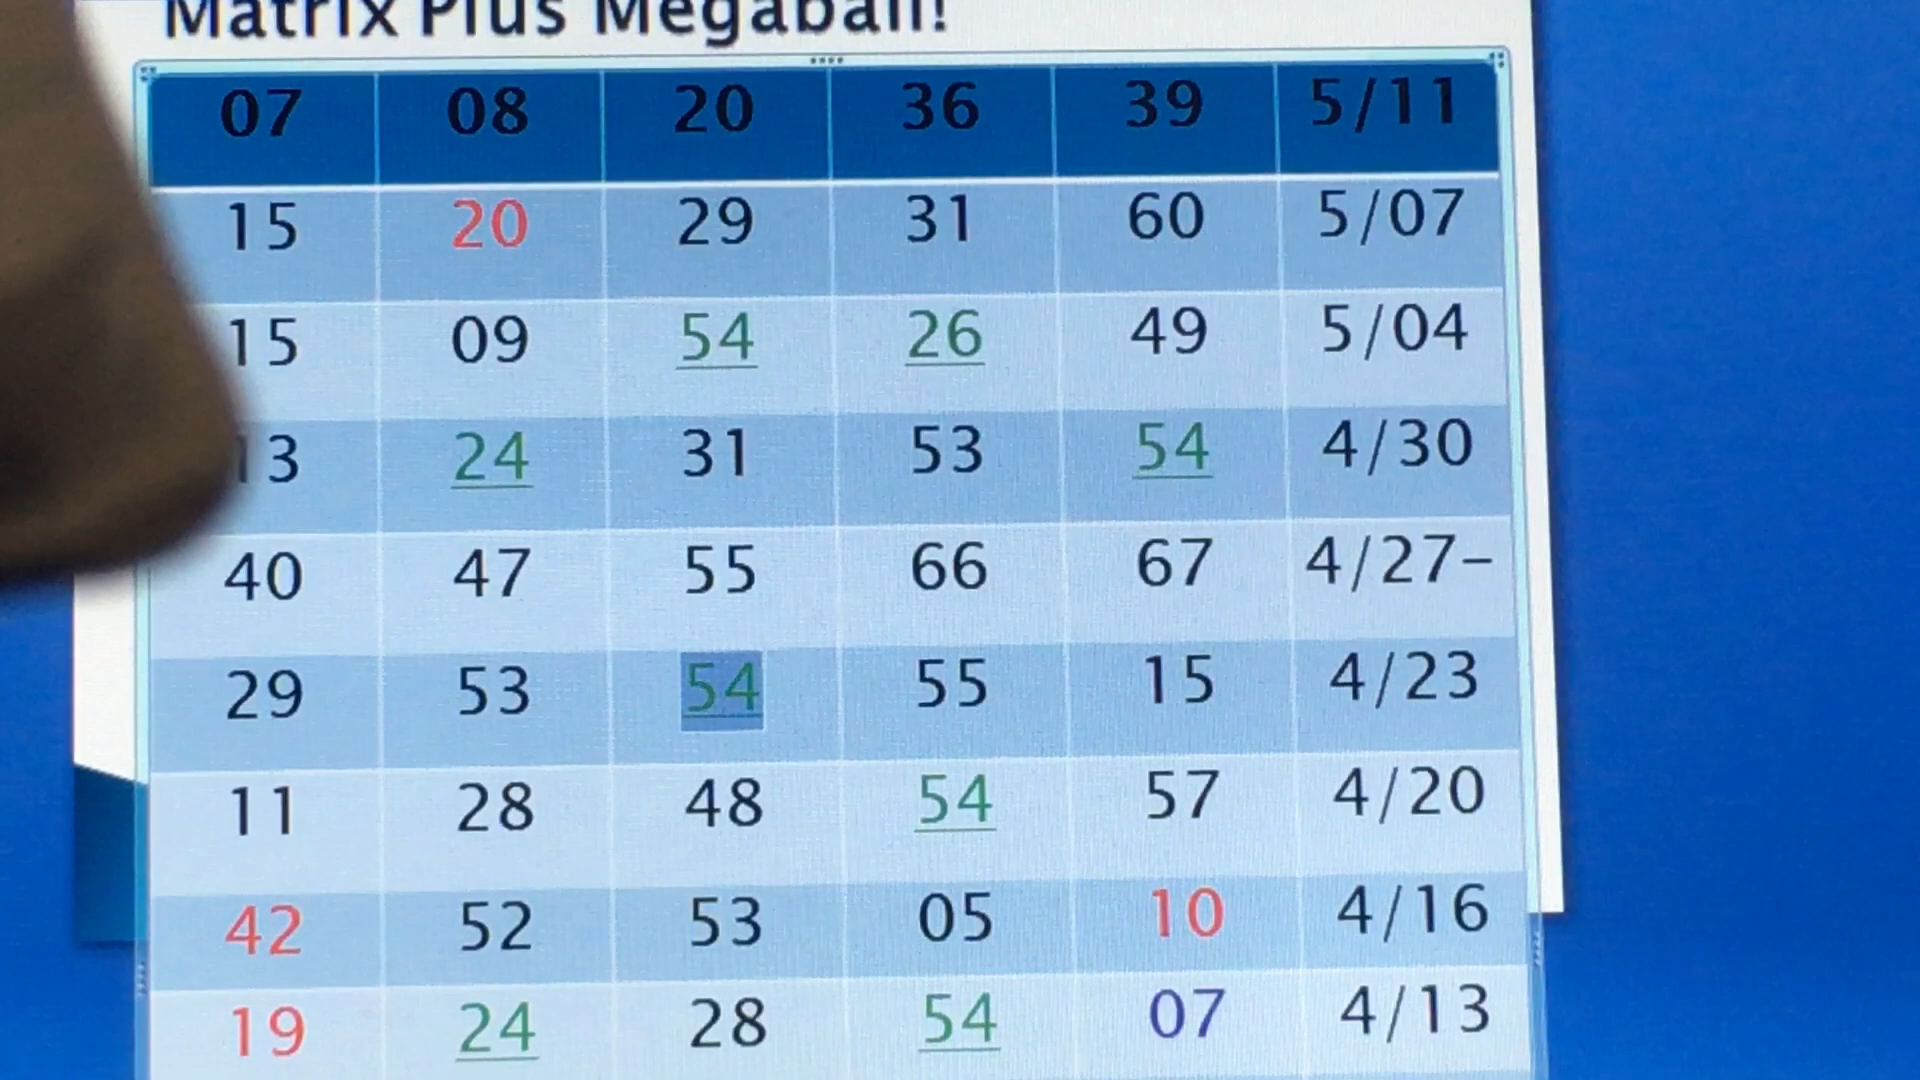 Matrix Plus Megaball!
07 08 20 36 39 5/11
15 20 29 31 60 5/07
15 09 54 26 49 5/04
13 24 31 53 54 4/30
40 47 55 66 67 4/27-
29 53 54 55 15 4/23
11 28 48 54 57 4/20
42 52 53 05 10 4/16
19 24 28 54 07 4/13